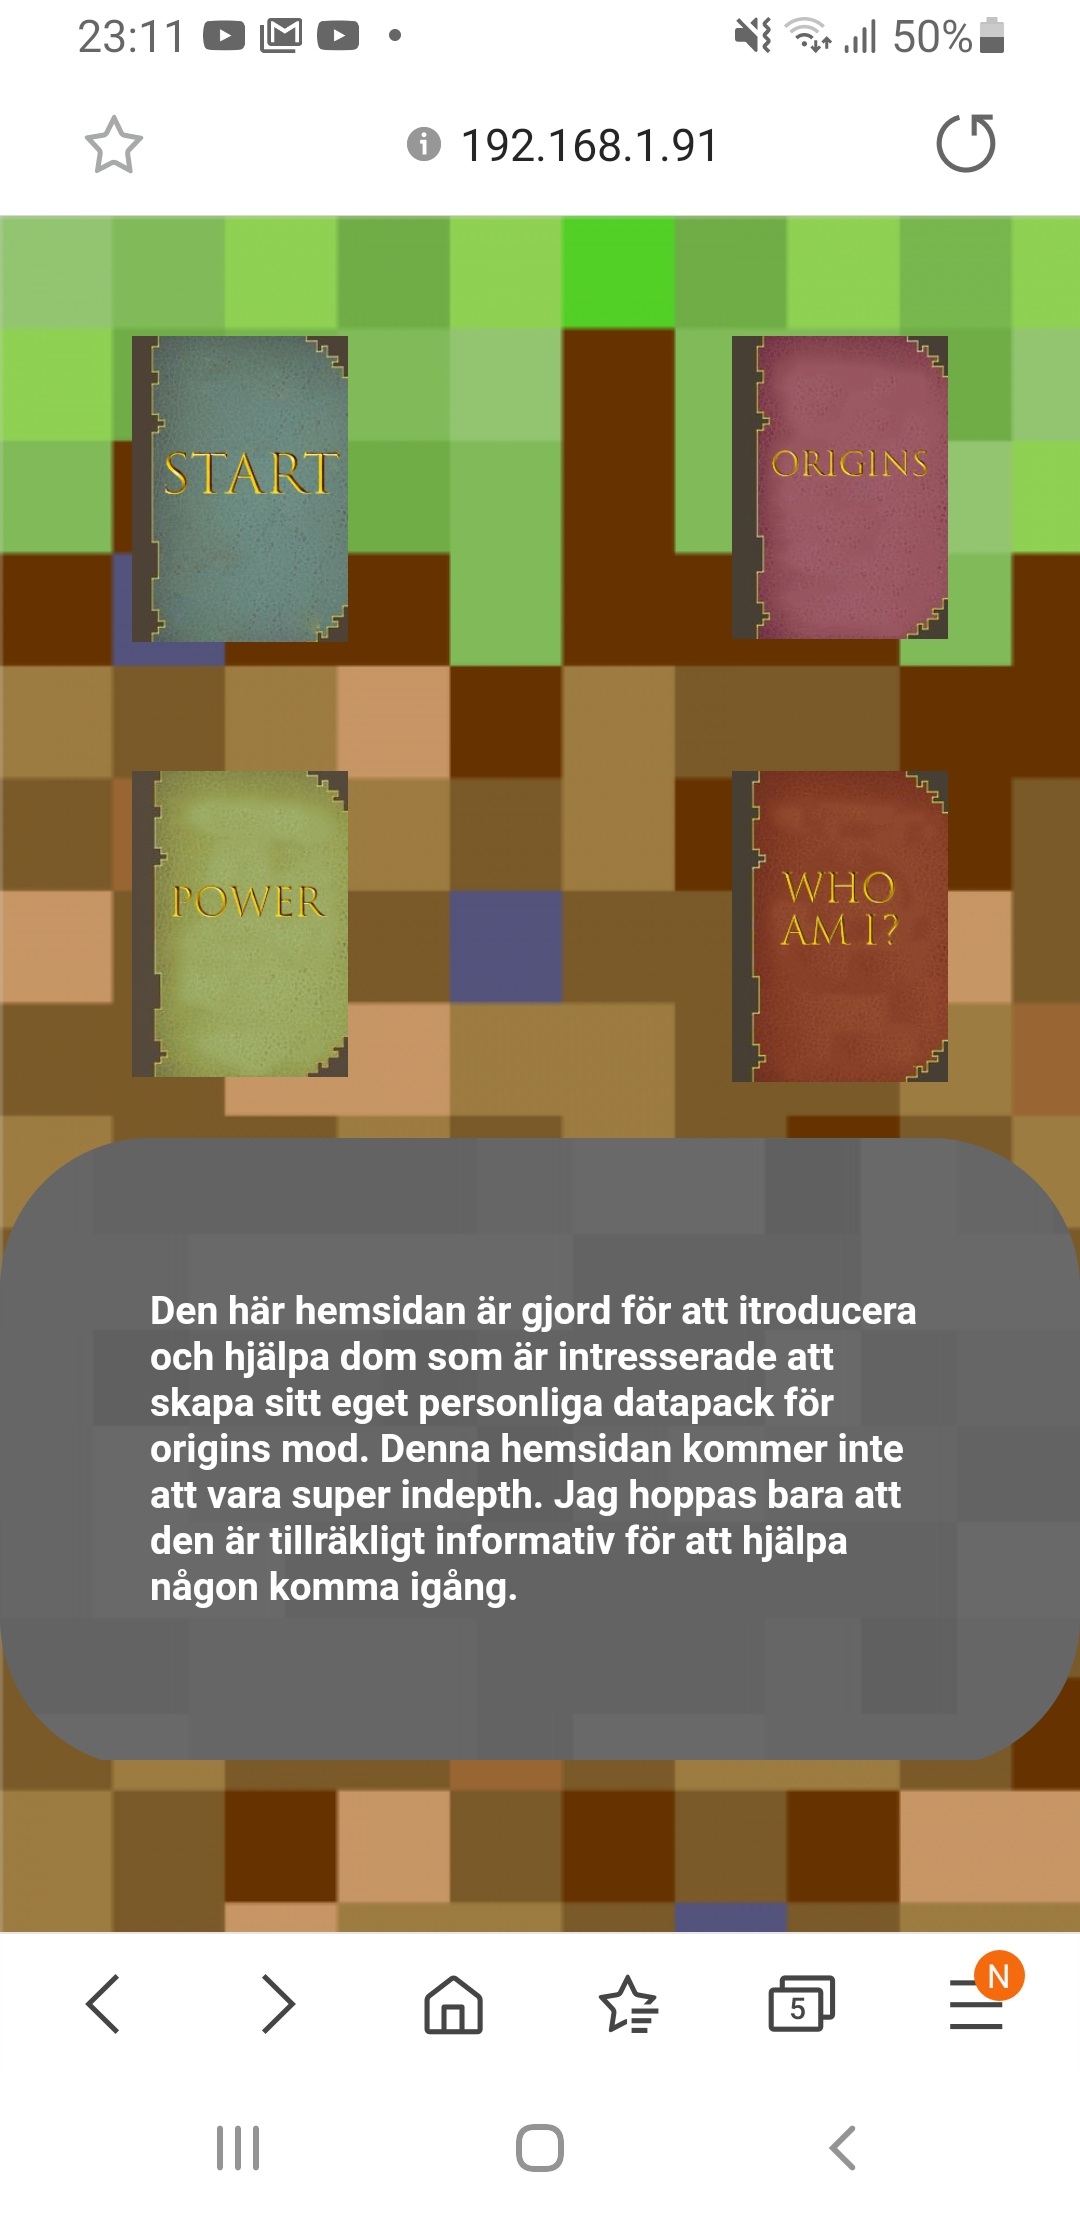 23:11
50%
192.168.1.91
START
ORIGINS
POWER
WHO
AM I?
Den här hemsidan är gjord för att itroducera
och hjälpa dom som är intresserade att
skapa sitt eget personliga datapack för
origins mod. Denna hemsidan kommer inte
att vara super indepth. Jag hoppas bara att
den är tillräkligt informativ för att hjälpa
någon komma igång.
5
N